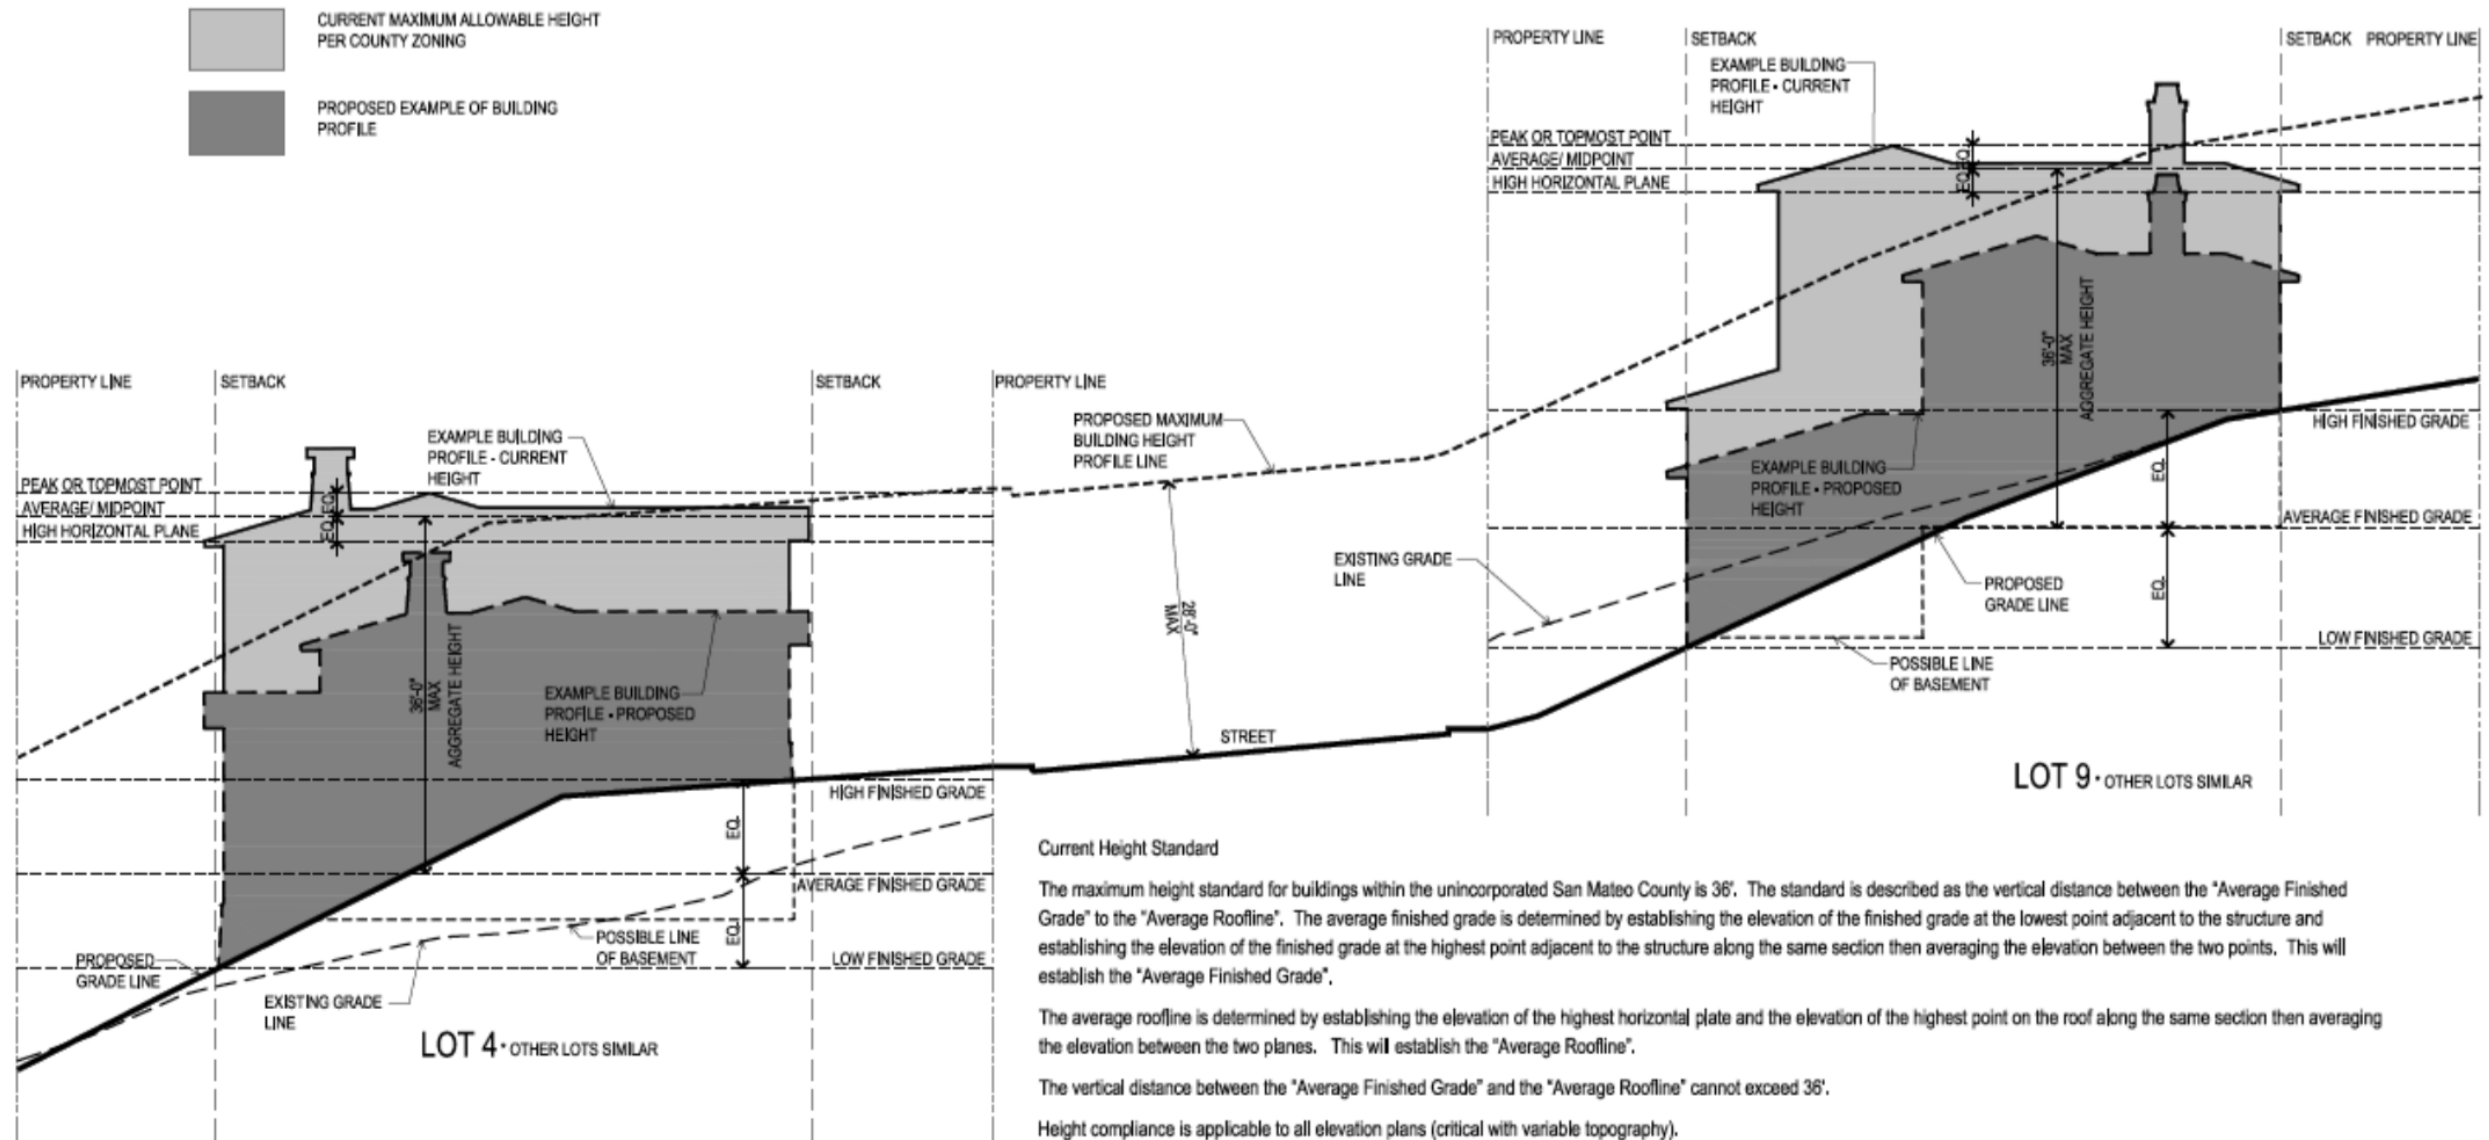 CURRENT MAXIMUM ALLOWABLE HEIGHT
PER COUNTY ZONING
PROPOSED EXAMPLE OF BUILDING
PROFILE
PROPERTY LINE
SETBACK
SETBACK
PROPERTY LINE
EXAMPLE BUILDING
PROFILE - CURRENT
HEIGHT
PEAK OR TOPMOST POINT
AVERAGE/ MIDPOINT
HIGH HORIZONTAL PLANE
EQ.
EQ.
36'-0"
MAX
AGGREGATE HEIGHT
EXAMPLE BUILDING
PROFILE - PROPOSED
HEIGHT
HIGH FINISHED GRADE
EQ.
AVERAGE FINISHED GRADE
EQ.
LOW FINISHED GRADE
POSSIBLE LINE
OF BASEMENT
PROPOSED
GRADE LINE
EXISTING GRADE
LINE
LOT 4 - OTHER LOTS SIMILAR
PROPOSED MAXIMUM
BUILDING HEIGHT
PROFILE LINE
28'-0"
MAX
STREET
PROPERTY LINE
SETBACK
SETBACK
PROPERTY LINE
EXAMPLE BUILDING
PROFILE - CURRENT
HEIGHT
PEAK OR TOPMOST POINT
AVERAGE/ MIDPOINT
HIGH HORIZONTAL PLANE
EQ.
EQ.
36'-0"
MAX
AGGREGATE HEIGHT
HIGH FINISHED GRADE
EXAMPLE BUILDING
PROFILE - PROPOSED
HEIGHT
EQ.
AVERAGE FINISHED GRADE
EXISTING GRADE
LINE
PROPOSED
GRADE LINE
EQ.
LOW FINISHED GRADE
POSSIBLE LINE
OF BASEMENT
LOT 9 - OTHER LOTS SIMILAR
Current Height Standard
The maximum height standard for buildings within the unincorporated San Mateo County is 36'. The standard is described as the vertical distance between the "Average Finished
Grade" to the "Average Roofline". The average finished grade is determined by establishing the elevation of the finished grade at the lowest point adjacent to the structure and
establishing the elevation of the finished grade at the highest point adjacent to the structure along the same section then averaging the elevation between the two points. This will
establish the "Average Finished Grade".
The average roofline is determined by establishing the elevation of the highest horizontal plate and the elevation of the highest point on the roof along the same section then averaging
the elevation between the two planes. This will establish the "Average Roofline".
The vertical distance between the "Average Finished Grade" and the "Average Roofline" cannot exceed 36'.
Height compliance is applicable to all elevation plans (critical with variable topography).